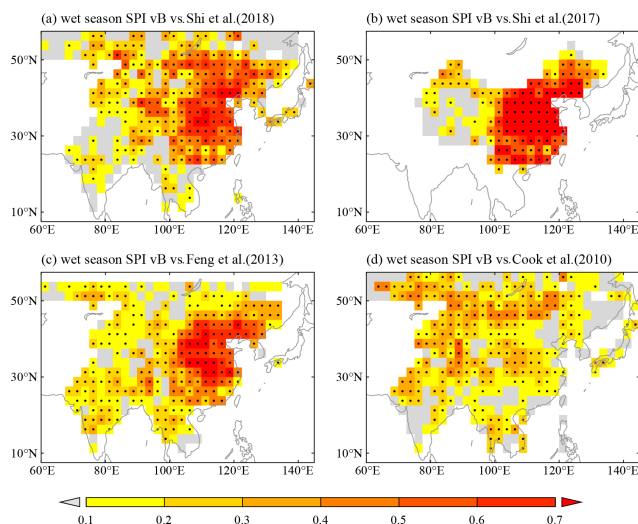 (a) wet season SPI vB vs.Shi et al.(2018)
(b) wet season SPI vB vs.Shi et al.(2017)
50°N
30°N
10°N
60°E 80°E 100°E 120°E 140°E
50°N
30°N
10°N
60°E 80°E 100°E 120°E 140°E
(c) wet season SPI vB vs.Feng et al.(2013)
(d) wet season SPI vB vs.Cook et al.(2010)
50°N
30°N
10°N
60°E 80°E 100°E 120°E 140°E
50°N
30°N
10°N
60°E 80°E 100°E 120°E 140°E
0.1 0.2 0.3 0.4 0.5 0.6 0.7